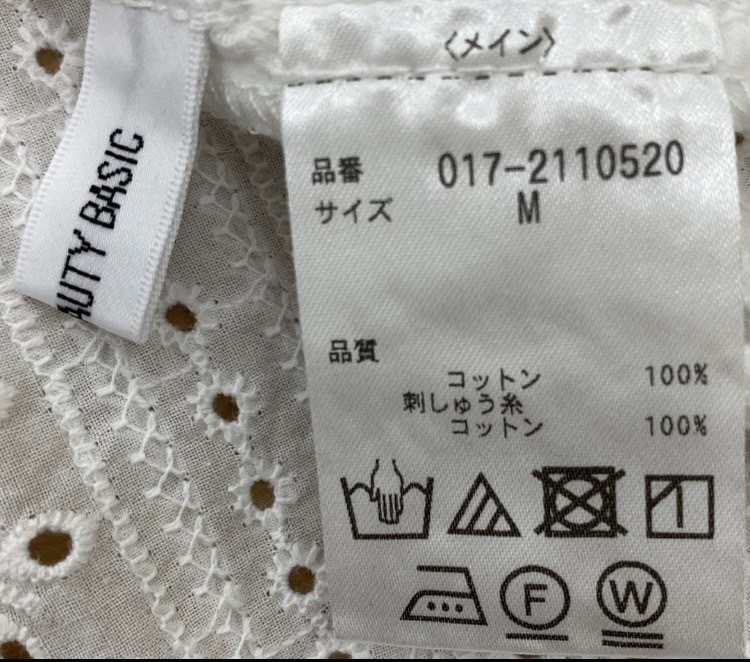 〈メイン〉
AUTY BASIC
品番 017-2110520
サイズ M
品質
コットン 100%
刺しゅう糸
コットン 100%
F
W